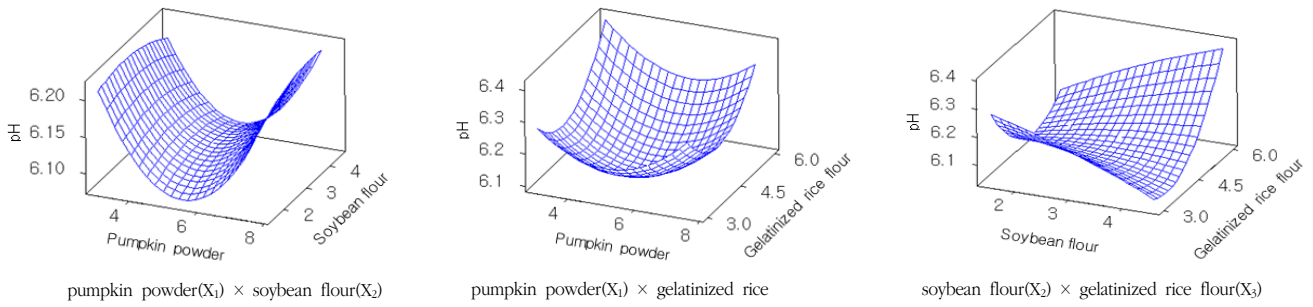 pH
6.20
6.15
6.10
4
6
8
Pumpkin powder
2
3
4
Soybean flour
pumpkin powder(X₁) × soybean flour(X₂)
pH
6.4
6.3
6.2
6.1
4
6
8
Pumpkin powder
3.0
4.5
6.0
Gelatinized rice flour
pumpkin powder(X₁) × gelatinized rice
pH
6.4
6.3
6.2
6.1
2
3
4
Soybean flour
3.0
4.5
6.0
Gelatinized rice flour
soybean flour(X₂) × gelatinized rice flour(X₃)